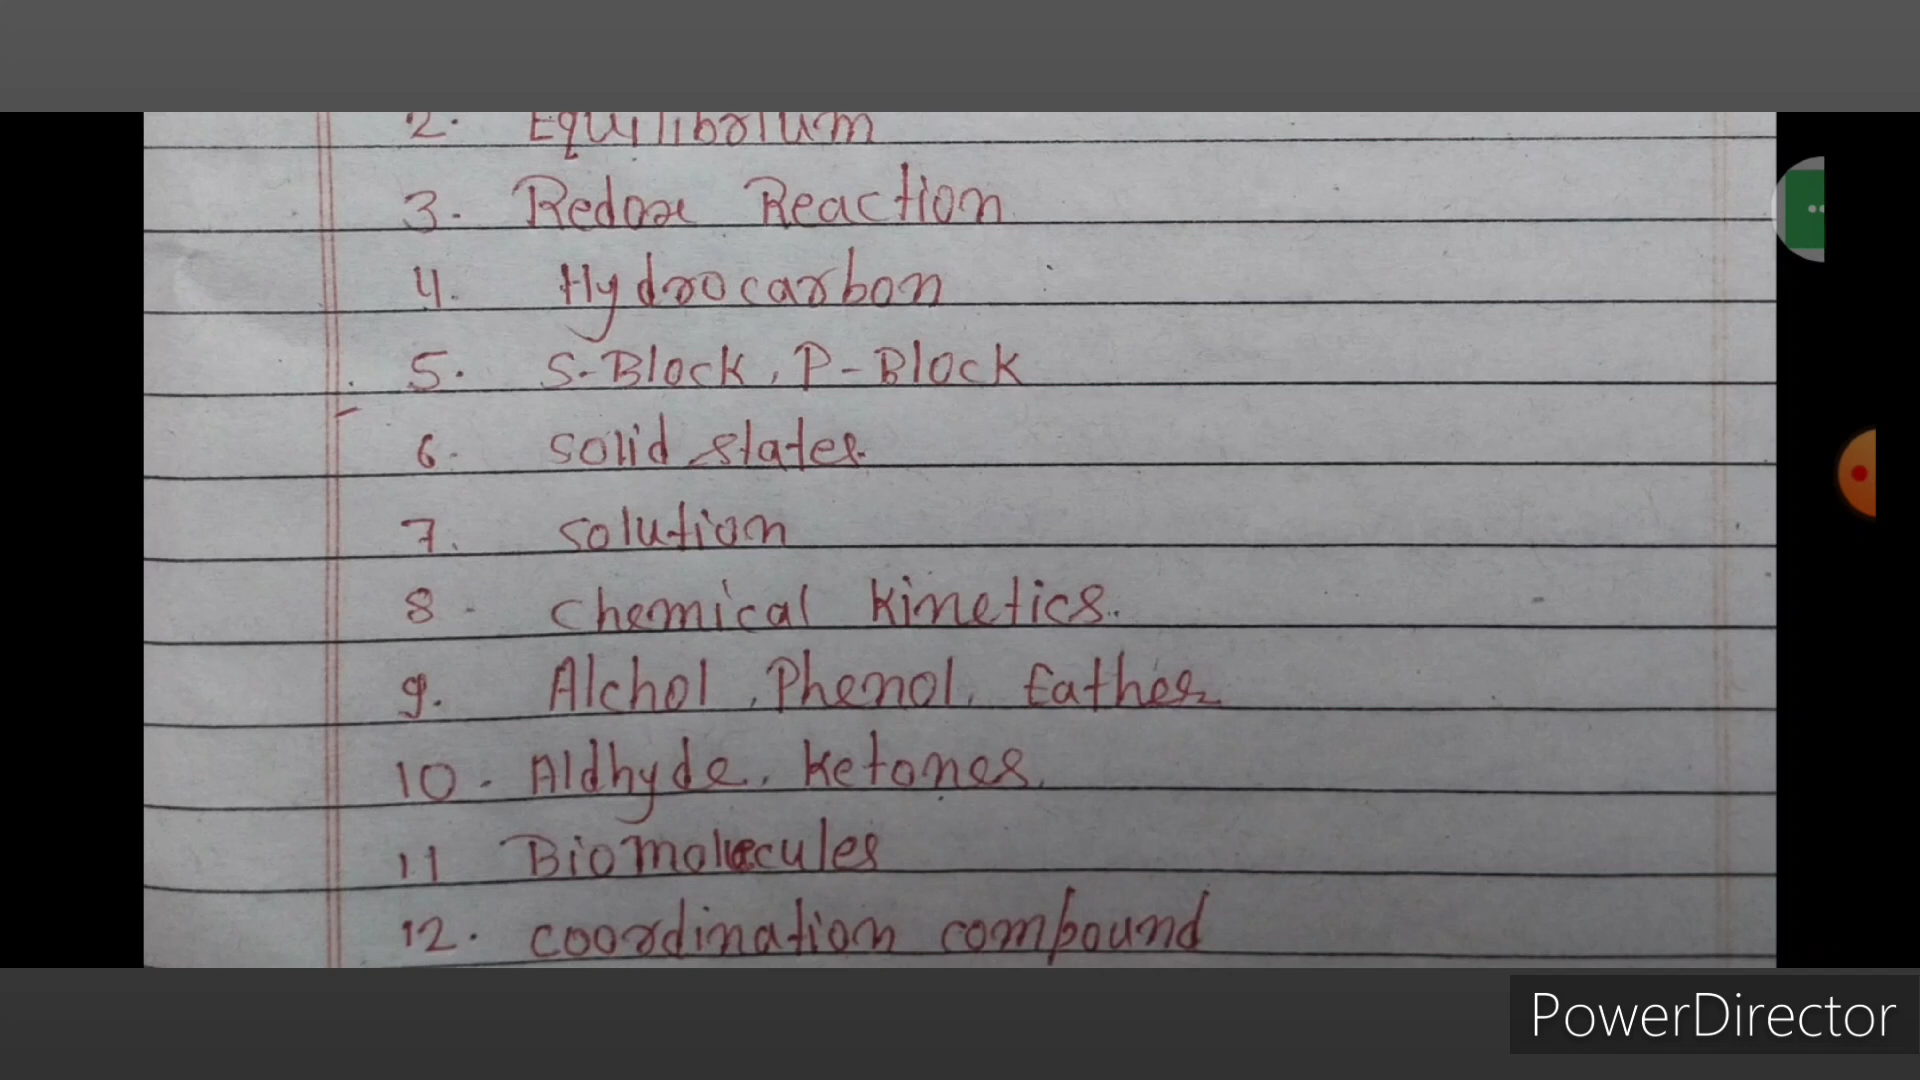 2. Equilibrium
3. Redox Reaction
4. Hydrocarbon
5. S-Block, P-Block
6. solid states.
7. solution
8. chemical kinetics.
9. Alchol, Phenol, Eather
10. Aldhyde, ketones,
11 Biomolecules
12. coordination compound
PowerDirector